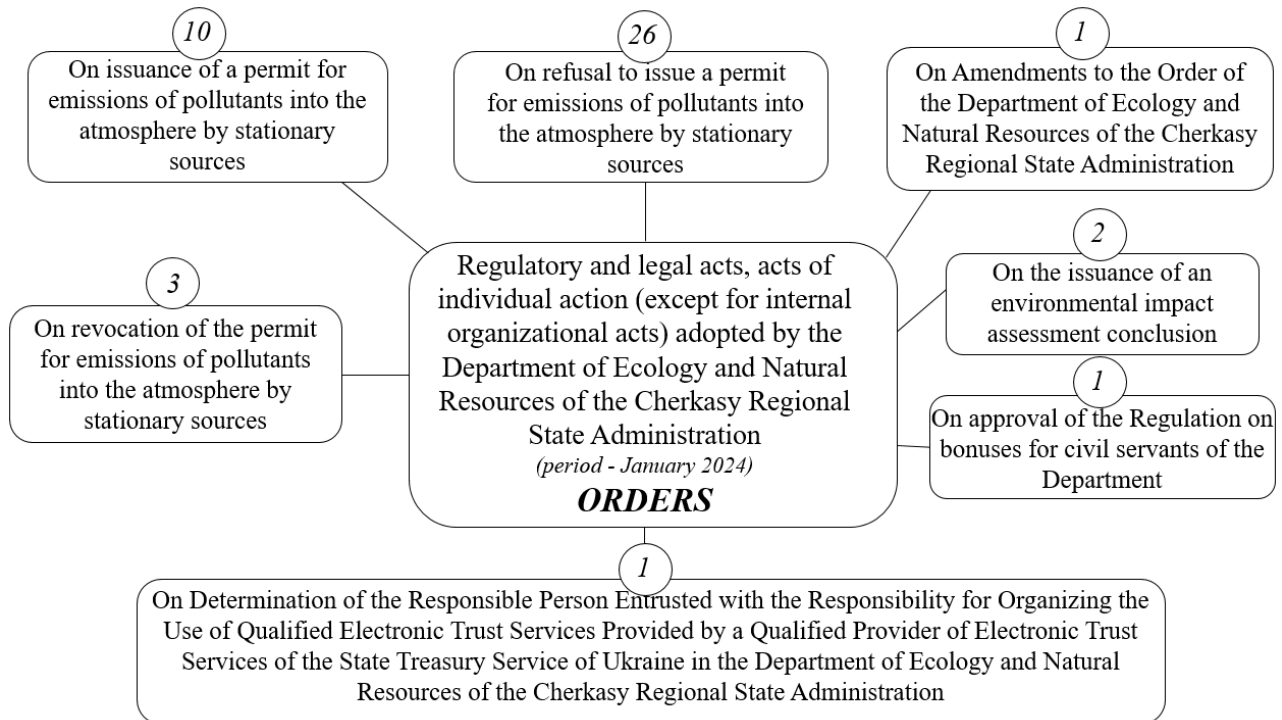 10
On issuance of a permit for
emissions of pollutants into the
atmosphere by stationary
sources
26
On refusal to issue a permit
for emissions of pollutants into
the atmosphere by stationary
sources
1
On Amendments to the Order of
the Department of Ecology and
Natural Resources of the Cherkasy
Regional State Administration
3
On revocation of the permit
for emissions of pollutants
into the atmosphere by
stationary sources
Regulatory and legal acts, acts of
individual action (except for internal
organizational acts) adopted by the
Department of Ecology and Natural
Resources of the Cherkasy Regional
State Administration
(period - January 2024)
ORDERS
2
On the issuance of an
environmental impact
assessment conclusion
1
On approval of the Regulation on
bonuses for civil servants of the
Department
1
On Determination of the Responsible Person Entrusted with the Responsibility for Organizing the
Use of Qualified Electronic Trust Services Provided by a Qualified Provider of Electronic Trust
Services of the State Treasury Service of Ukraine in the Department of Ecology and Natural
Resources of the Cherkasy Regional State Administration